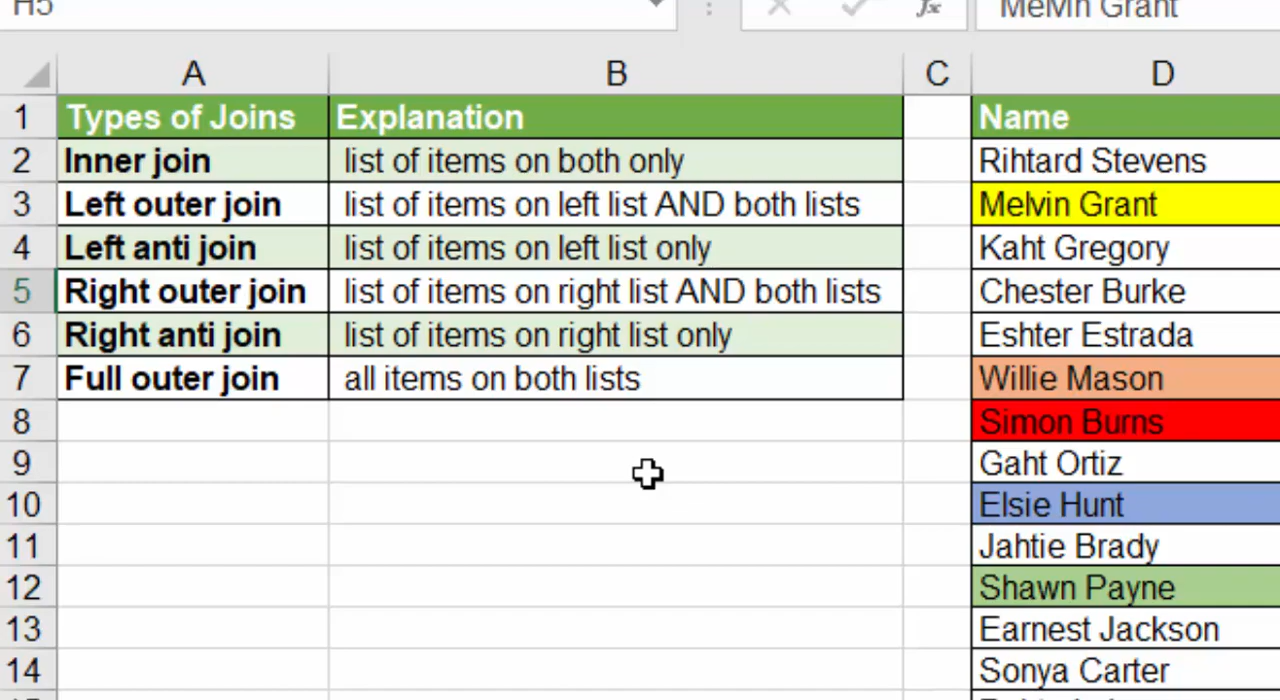 H5 fx Melvin Grant
A B C D
1 Types of Joins Explanation Name
2 Inner join list of items on both only Rihtard Stevens
3 Left outer join list of items on left list AND both lists Melvin Grant
4 Left anti join list of items on left list only Kaht Gregory
5 Right outer join list of items on right list AND both lists Chester Burke
6 Right anti join list of items on right list only Eshter Estrada
7 Full outer join all items on both lists Willie Mason
8 Simon Burns
9 Gaht Ortiz
10 Elsie Hunt
11 Jahtie Brady
12 Shawn Payne
13 Earnest Jackson
14 Sonya Carter